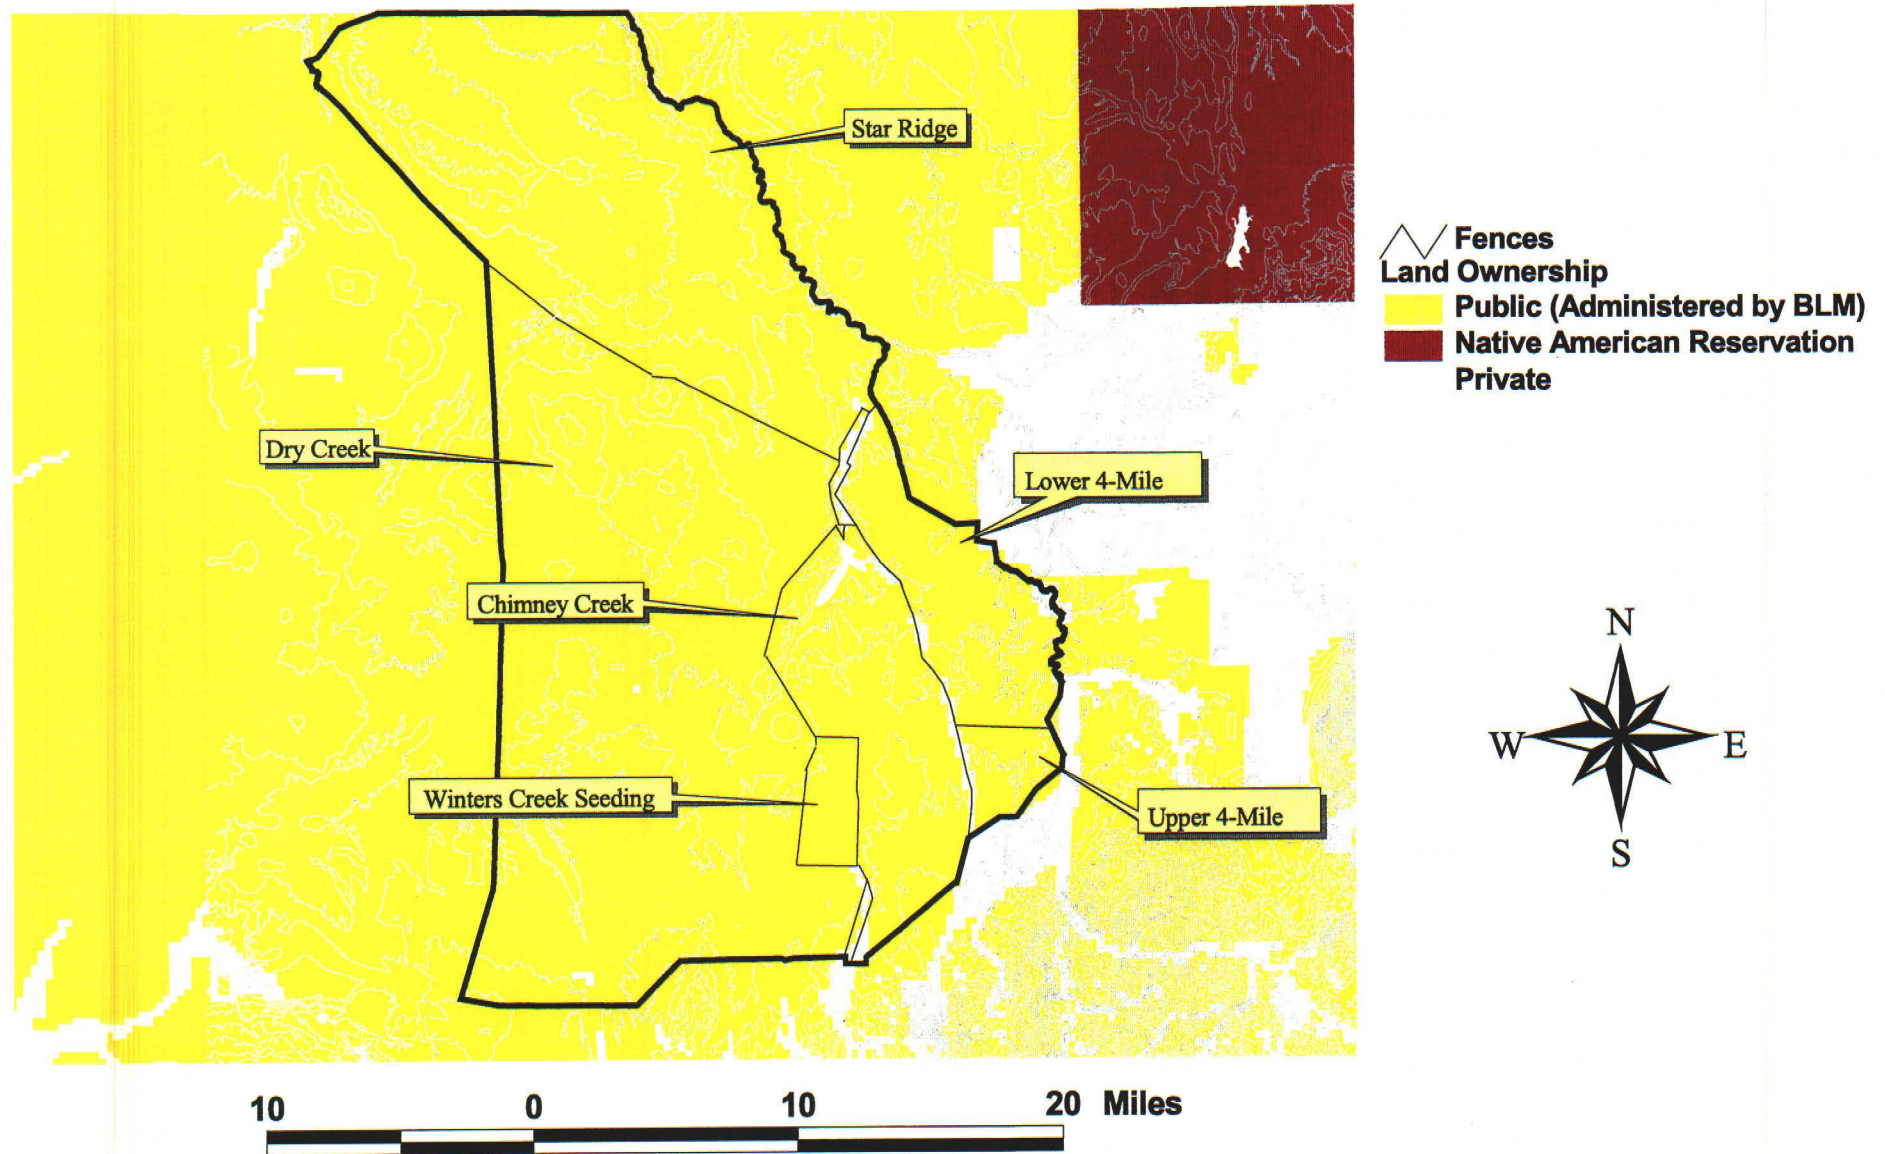 Star Ridge
Fences
Land Ownership
Public (Administered by BLM)
Native American Reservation
Private
Dry Creek
Lower 4-Mile
Chimney Creek
N
W
E
S
Winters Creek Seeding
Upper 4-Mile
10 0 10 20 Miles